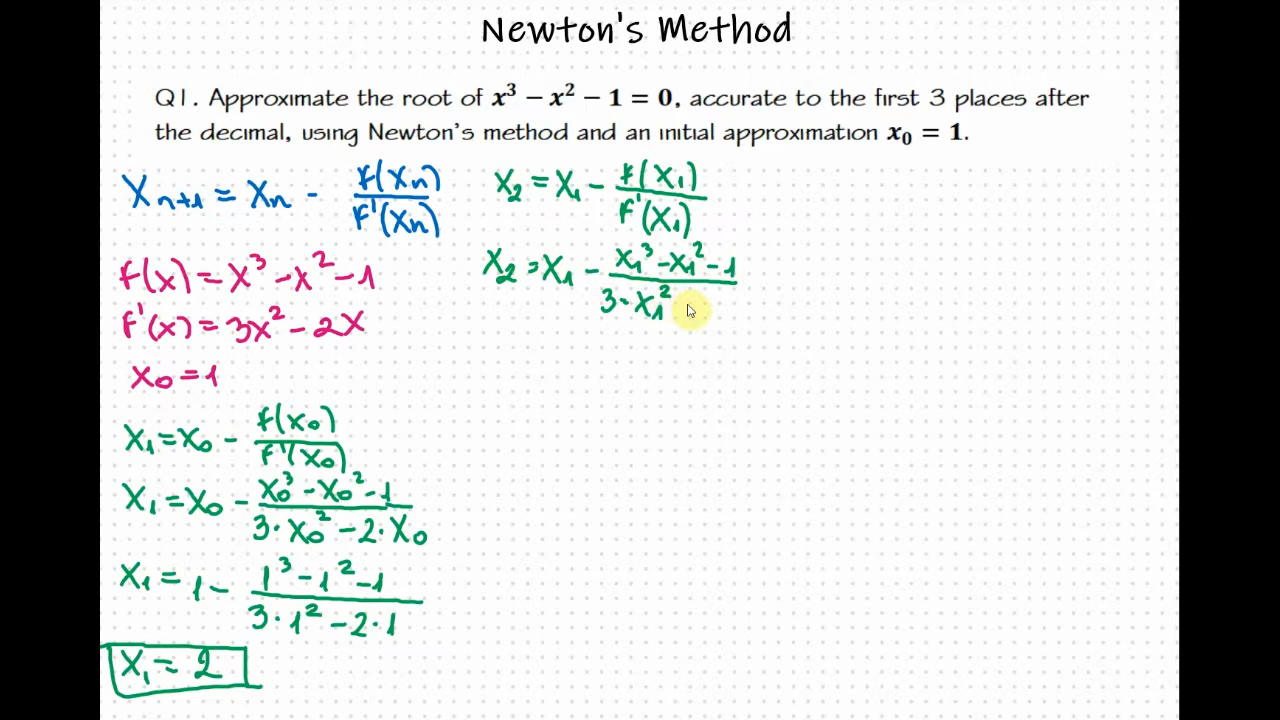 Newton's Method
Q1. Approximate the root of x³ − x² − 1 = 0, accurate to the first 3 places after
the decimal, using Newton's method and an initial approximation x₀ = 1.
Xₙ₊₁ = Xₙ − f(Xₙ) / f'(Xₙ)
f(x) = x³ − x² − 1
f'(x) = 3x² − 2x
x₀ = 1
x₁ = x₀ − f(x₀) / f'(x₀)
x₁ = x₀ − x₀³ − x₀² − 1 / 3·x₀² − 2·x₀
x₁ = 1 − 1³ − 1² − 1 / 3·1² − 2·1
x₁ = 2
x₂ = x₁ − f(x₁) / f'(x₁)
x₂ = x₁ − x₁³ − x₁² − 1 / 3·x₁²